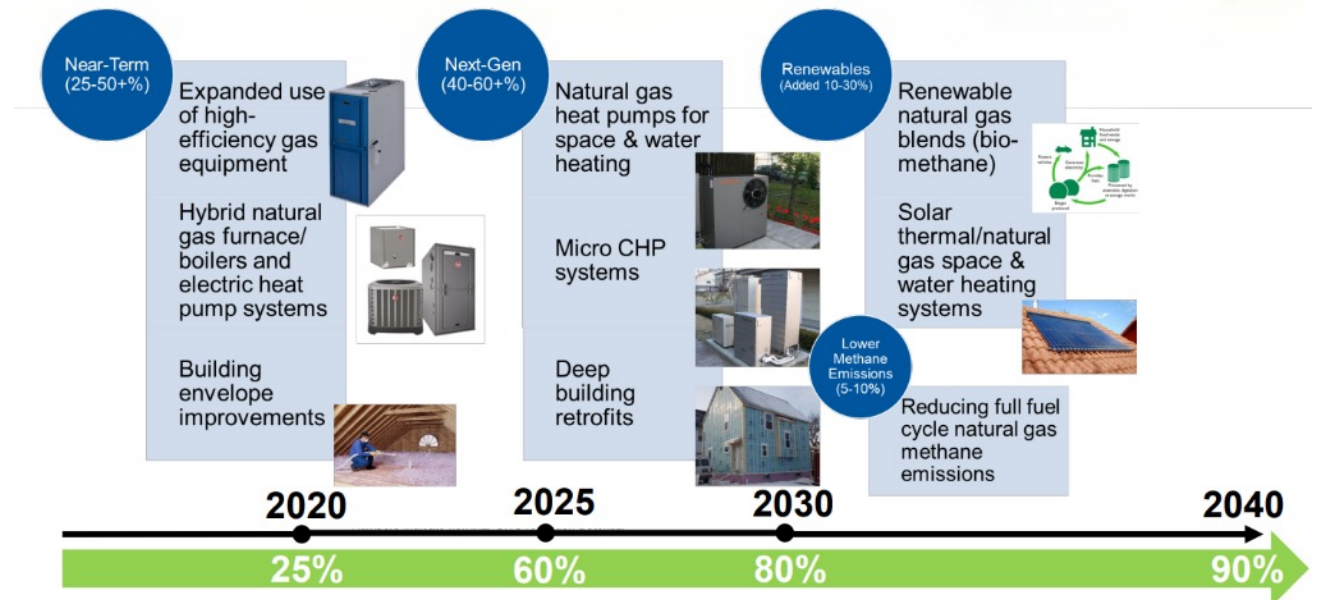 Near-Term
(25-50+%)
Expanded use
of high-
efficiency gas
equipment
Hybrid natural
gas furnace/
boilers and
electric heat
pump systems
Building
envelope
improvements
Next-Gen
(40-60+%)
Natural gas
heat pumps for
space & water
heating
Micro CHP
systems
Deep
building
retrofits
Renewables
(Added 10-30%)
Renewable
natural gas
blends (bio-
methane)
Solar
thermal/natural
gas space &
water heating
systems
Lower
Methane
Emissions
(5-10%)
Reducing full fuel
cycle natural gas
methane
emissions
2020
2025
2030
2040
25%
60%
80%
90%